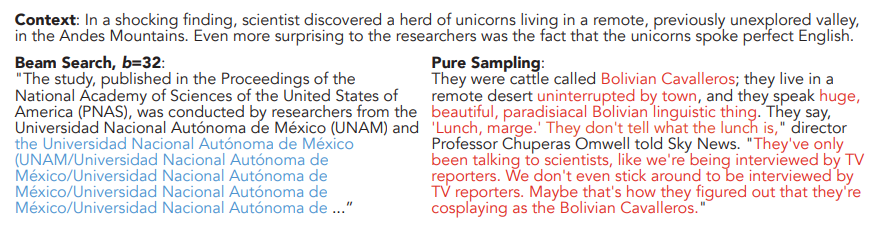 Context: In a shocking finding, scientist discovered a herd of unicorns living in a remote, previously unexplored valley,
in the Andes Mountains. Even more surprising to the researchers was the fact that the unicorns spoke perfect English.
Beam Search, b=32:
"The study, published in the Proceedings of the
National Academy of Sciences of the United States of
America (PNAS), was conducted by researchers from the
Universidad Nacional Autónoma de México (UNAM) and
the Universidad Nacional Autónoma de México
(UNAM/Universidad Nacional Autónoma de
México/Universidad Nacional Autónoma de
México/Universidad Nacional Autónoma de
México/Universidad Nacional Autónoma de ..."
Pure Sampling:
They were cattle called Bolivian Cavalleros; they live in a
remote desert uninterrupted by town, and they speak huge,
beautiful, paradisiacal Bolivian linguistic thing. They say,
'Lunch, marge.' They don't tell what the lunch is," director
Professor Chuperas Omwell told Sky News. "They've only
been talking to scientists, like we're being interviewed by TV
reporters. We don't even stick around to be interviewed by
TV reporters. Maybe that's how they figured out that they're
cosplaying as the Bolivian Cavalleros."